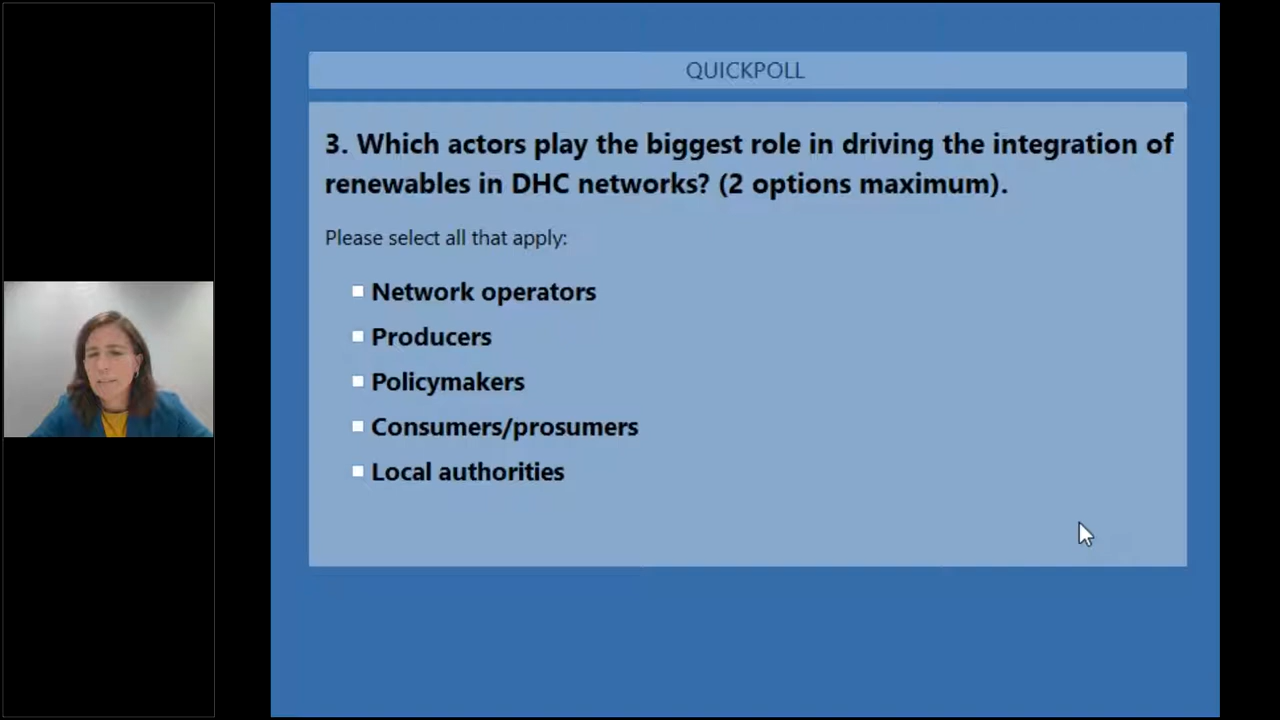 QUICKPOLL
3. Which actors play the biggest role in driving the integration of
renewables in DHC networks? (2 options maximum).
Please select all that apply:
Network operators
Producers
Policymakers
Consumers/prosumers
Local authorities